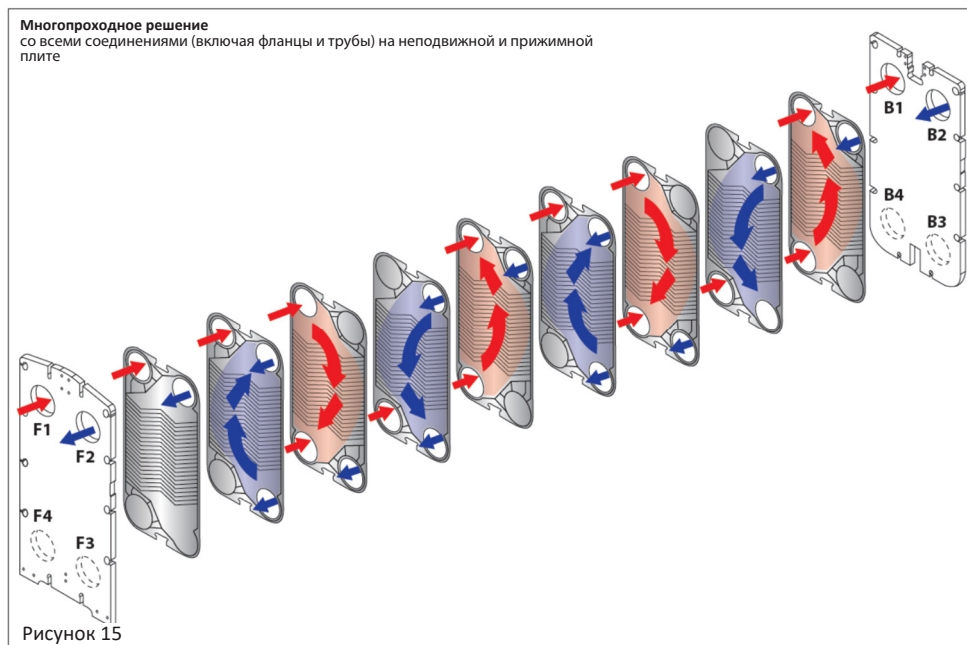 Многопроходное решение
со всеми соединениями (включая фланцы и трубы) на неподвижной и прижимной
плите
B1
B2
B4
B3
F1
F2
F4
F3
Рисунок 15